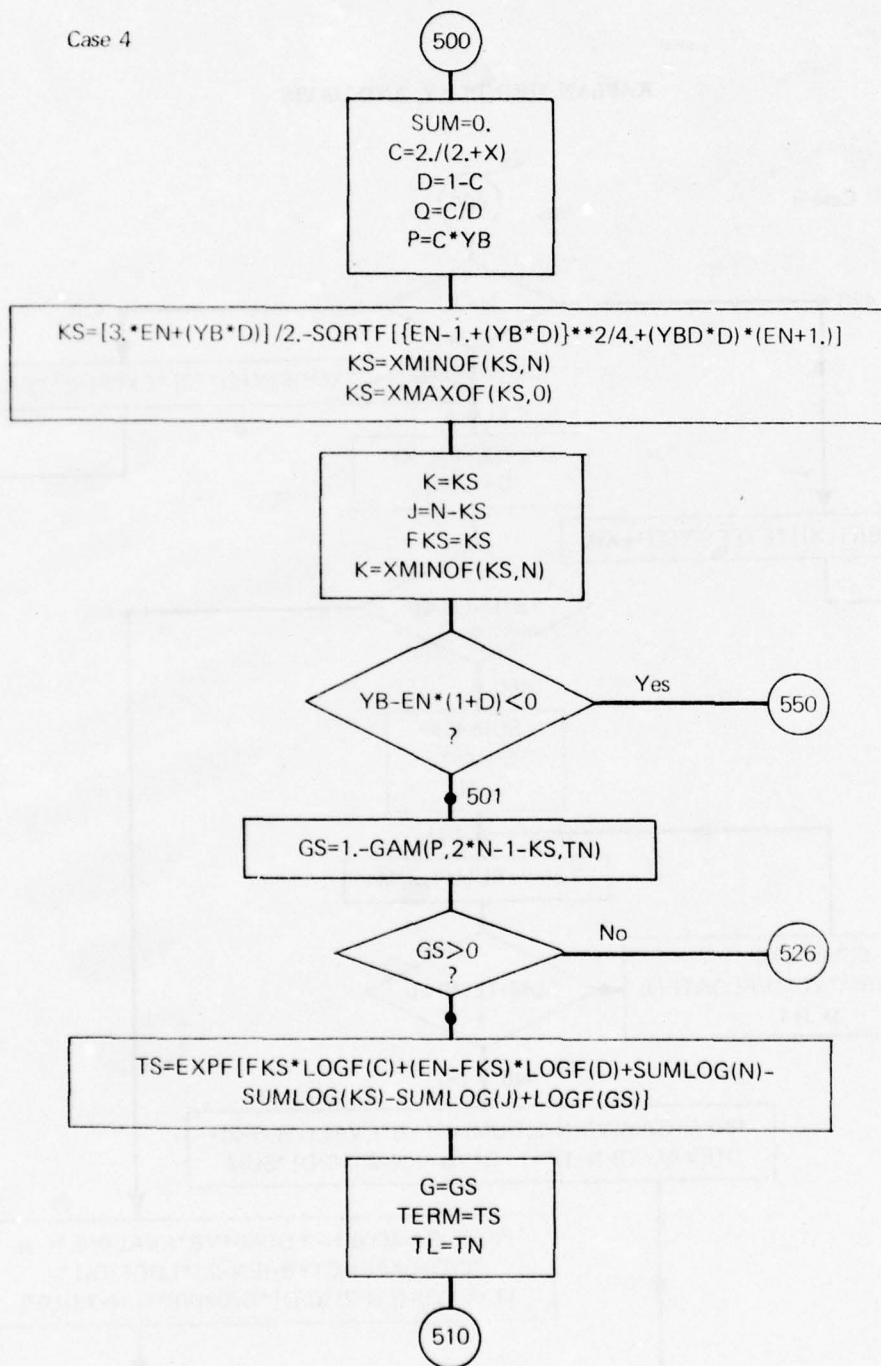 Case 4
500
SUM=0.
C=2./(2.+X)
D=1-C
Q=C/D
P=C*YB
KS=[3.*EN+(YB*D)]/2.-SQRTF[{EN-1.+(YB*D)}**2/4.+(YBD*D)*(EN+1.)]
KS=XMINOF(KS,N)
KS=XMAXOF(KS,0)
K=KS
J=N-KS
FKS=KS
K=XMINOF(KS,N)
YB-EN*(1+D)<0
?
Yes
550
501
GS=1.-GAM(P,2*N-1-KS,TN)
GS>0
?
No
526
TS=EXPF[FKS*LOGF(C)+(EN-FKS)*LOGF(D)+SUMLOG(N)-
SUMLOG(KS)-SUMLOG(J)+LOGF(GS)]
G=GS
TERM=TS
TL=TN
510